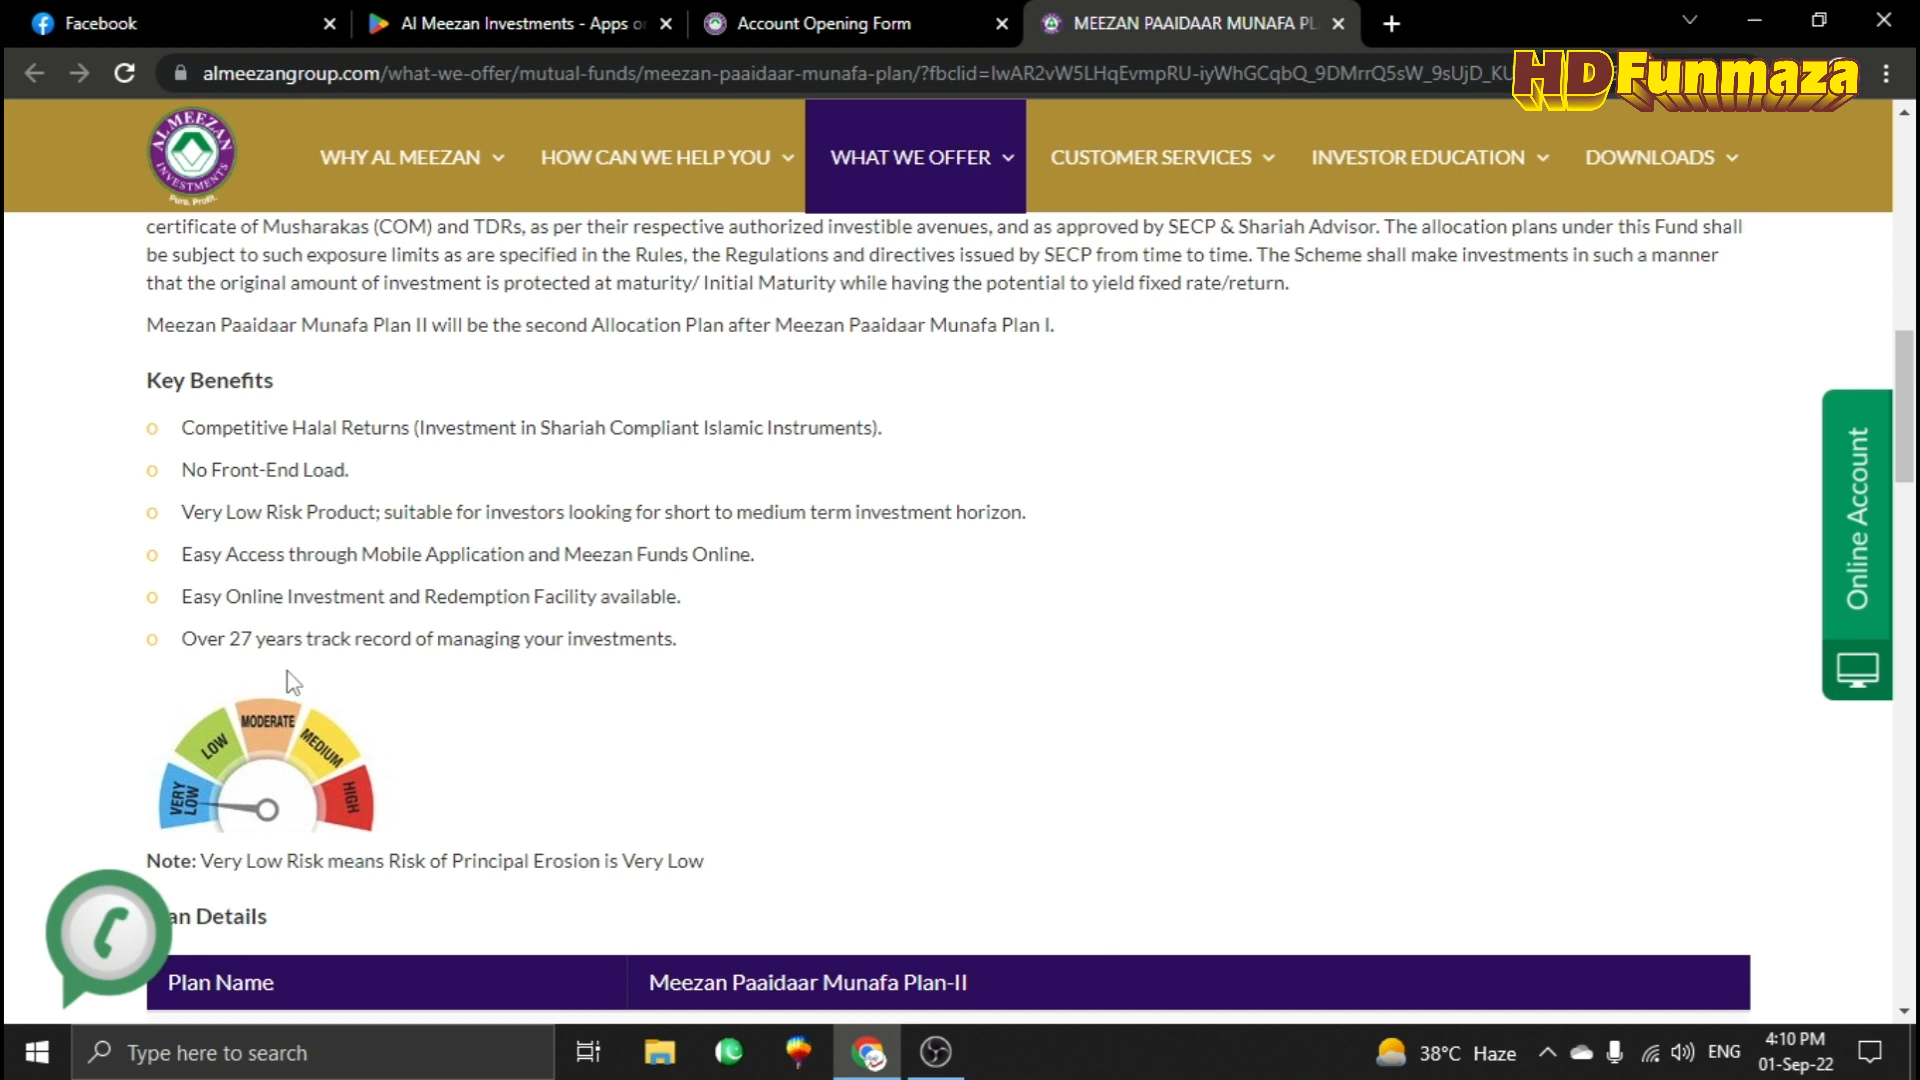 Facebook
Al Meezan Investments - Apps o
Account Opening Form
MEEZAN PAAIDAAR MUNAFA PL
almeezangroup.com/what-we-offer/mutual-funds/meezan-paaidaar-munafa-plan/?fbclid=IwAR2vW5LHqEvmpRU-iyWhGCqbQ_9DMrrQ5sW_9sUjD_KU
HDFunmaza
AL MEEZAN
INVESTMENTS
Pure. Profit.
WHY AL MEEZAN
HOW CAN WE HELP YOU
WHAT WE OFFER
CUSTOMER SERVICES
INVESTOR EDUCATION
DOWNLOADS
certificate of Musharakas (COM) and TDRs, as per their respective authorized investible avenues, and as approved by SECP & Shariah Advisor. The allocation plans under this Fund shall
be subject to such exposure limits as are specified in the Rules, the Regulations and directives issued by SECP from time to time. The Scheme shall make investments in such a manner
that the original amount of investment is protected at maturity/ Initial Maturity while having the potential to yield fixed rate/return.
Meezan Paaidaar Munafa Plan II will be the second Allocation Plan after Meezan Paaidaar Munafa Plan I.
Key Benefits
o Competitive Halal Returns (Investment in Shariah Compliant Islamic Instruments).
o No Front-End Load.
o Very Low Risk Product; suitable for investors looking for short to medium term investment horizon.
o Easy Access through Mobile Application and Meezan Funds Online.
o Easy Online Investment and Redemption Facility available.
o Over 27 years track record of managing your investments.
Online Account
VERY LOW
LOW
MODERATE
MEDIUM
HIGH
Note: Very Low Risk means Risk of Principal Erosion is Very Low
an Details
Plan Name
Meezan Paaidaar Munafa Plan-II
Type here to search
38°C Haze
ENG
4:10 PM
01-Sep-22